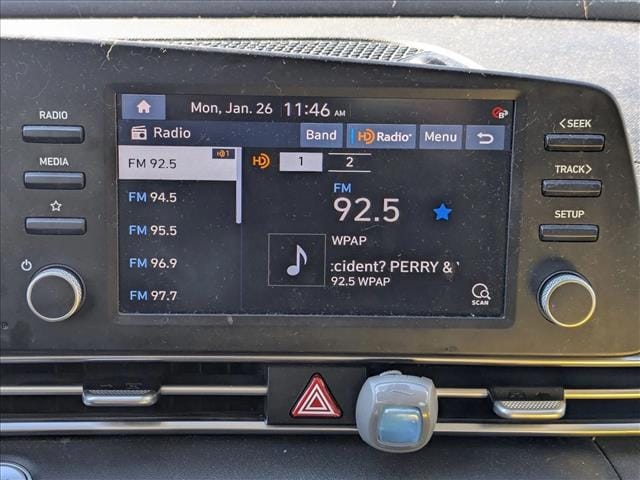 Mon, Jan. 26 11:46 AM
RADIO
MEDIA
Radio
Band HD Radio Menu
FM 92.5 HD1
HD 1 2
FM 94.5
FM 95.5
FM 96.9
FM 97.7
FM
92.5
WPAP
:cident? PERRY & Y
92.5 WPAP
SCAN
<SEEK
TRACK>
SETUP